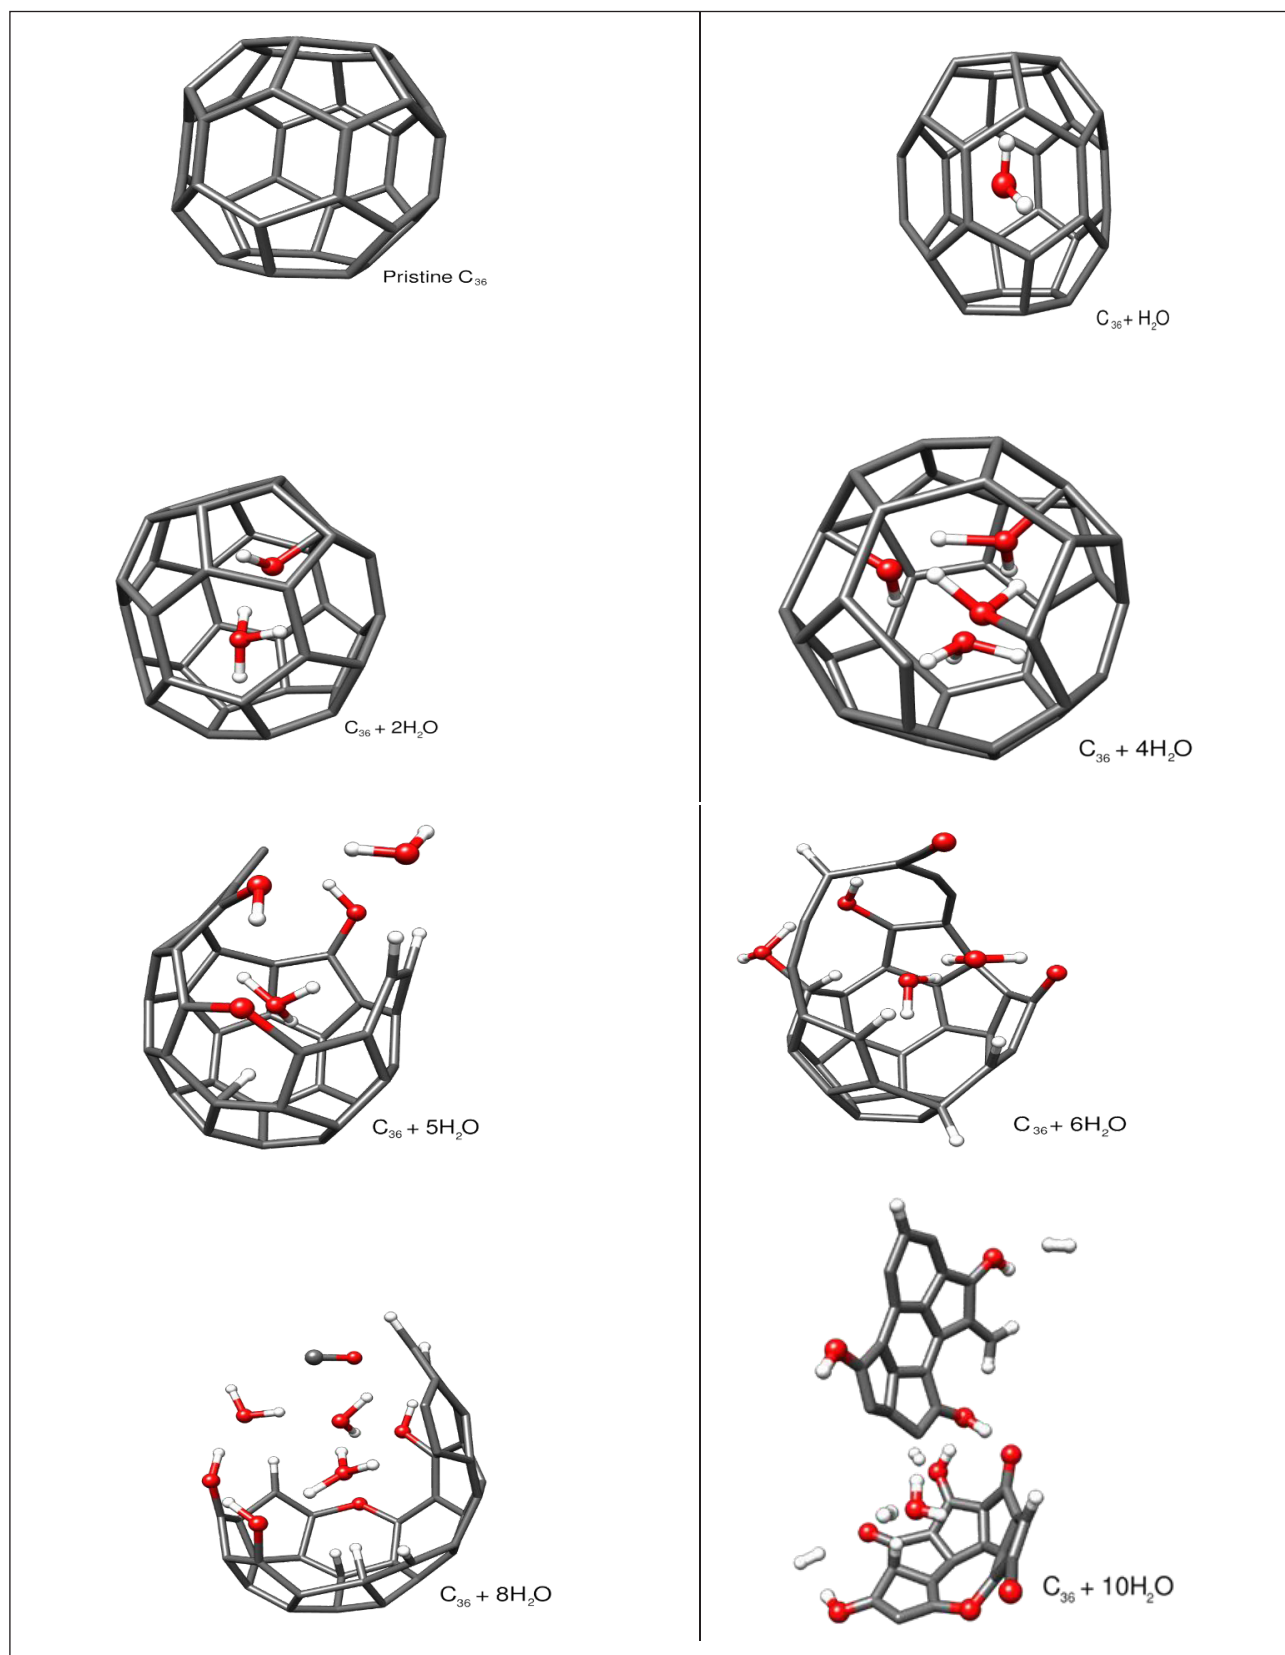 Pristine C₃₆
C₃₆ + H₂O
C₃₆ + 2H₂O
C₃₆ + 4H₂O
C₃₆ + 5H₂O
C₃₆ + 6H₂O
C₃₆ + 8H₂O
C₃₆ + 10H₂O